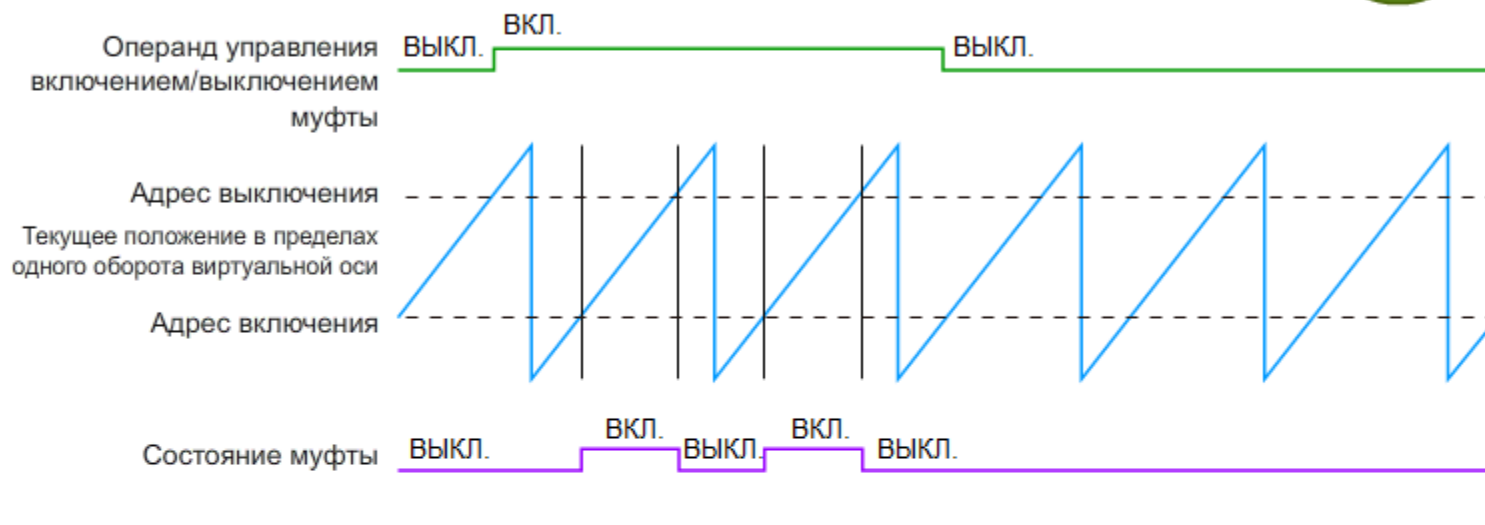 ВКЛ.
Операнд управления ВЫКЛ. ВЫКЛ.
включением/выключением
муфты
Адрес выключения
Текущее положение в пределах
одного оборота виртуальной оси
Адрес включения
ВКЛ. ВКЛ.
Состояние муфты ВЫКЛ. ВЫКЛ. ВЫКЛ.